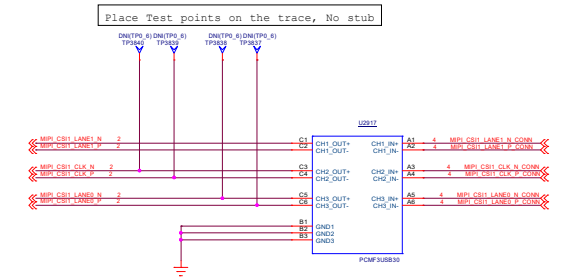 Place Test points on the trace, No stub
DNI(TP0_6) DNI(TP0_6) DNI(TP0_6) DNI(TP0_6)
TP3840 TP3839 TP3838 TP3837
U2917
MIPI_CSI1_LANE1_N 2 C1 CH1_OUT+ CH1_IN+ A1 4 MIPI_CSI1_LANE1_N_CONN
MIPI_CSI1_LANE1_P 2 C2 CH1_OUT- CH1_IN- A2 4 MIPI_CSI1_LANE1_P_CONN
MIPI_CSI1_CLK_N 2 C3 CH2_OUT+ CH2_IN+ A3 4 MIPI_CSI1_CLK_N_CONN
MIPI_CSI1_CLK_P 2 C4 CH2_OUT- CH2_IN- A4 4 MIPI_CSI1_CLK_P_CONN
MIPI_CSI1_LANE0_N 2 C5 CH3_OUT+ CH3_IN+ A5 4 MIPI_CSI1_LANE0_N_CONN
MIPI_CSI1_LANE0_P 2 C6 CH3_OUT- CH3_IN- A6 4 MIPI_CSI1_LANE0_P_CONN
B1 GND1
B2 GND2
B3 GND3
PCMF3USB30